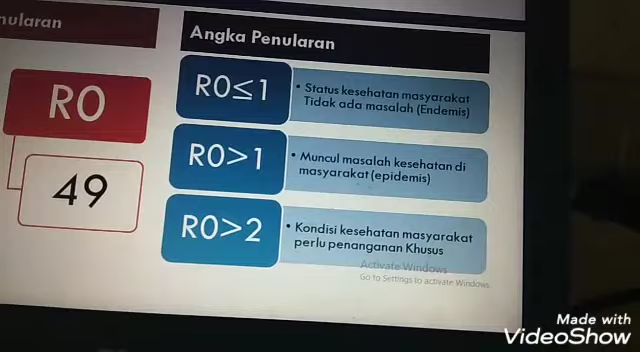 nularan
Angka Penularan
R0
49
R0≤1
• Status kesehatan masyarakat
Tidak ada masalah (Endemis)
R0>1
• Muncul masalah kesehatan di
masyarakat (epidemis)
R0>2
• Kondisi kesehatan masyarakat
perlu penanganan Khusus
Activate Windows
Go to Settings to activate Windows.
Made with
VideoShow